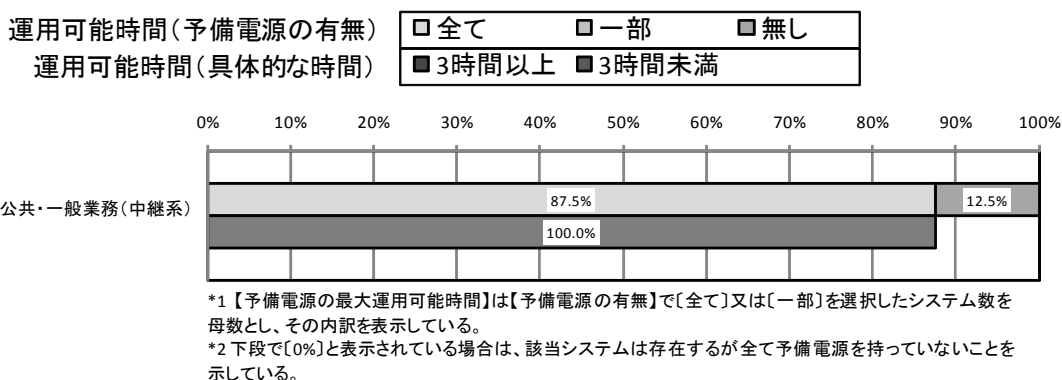 運用可能時間（予備電源の有無） □全て □一部 ■無し
運用可能時間（具体的な時間） ■3時間以上 ■3時間未満
0% 10% 20% 30% 40% 50% 60% 70% 80% 90% 100%
公共・一般業務（中継系）
87.5% 12.5%
100.0%
*1 【予備電源の最大運用可能時間】は【予備電源の有無】で〔全て〕又は〔一部〕を選択したシステム数を
母数とし、その内訳を表示している。
*2 下段で〔0%〕と表示されている場合は、該当システムは存在するが全て予備電源を持っていないことを
示している。